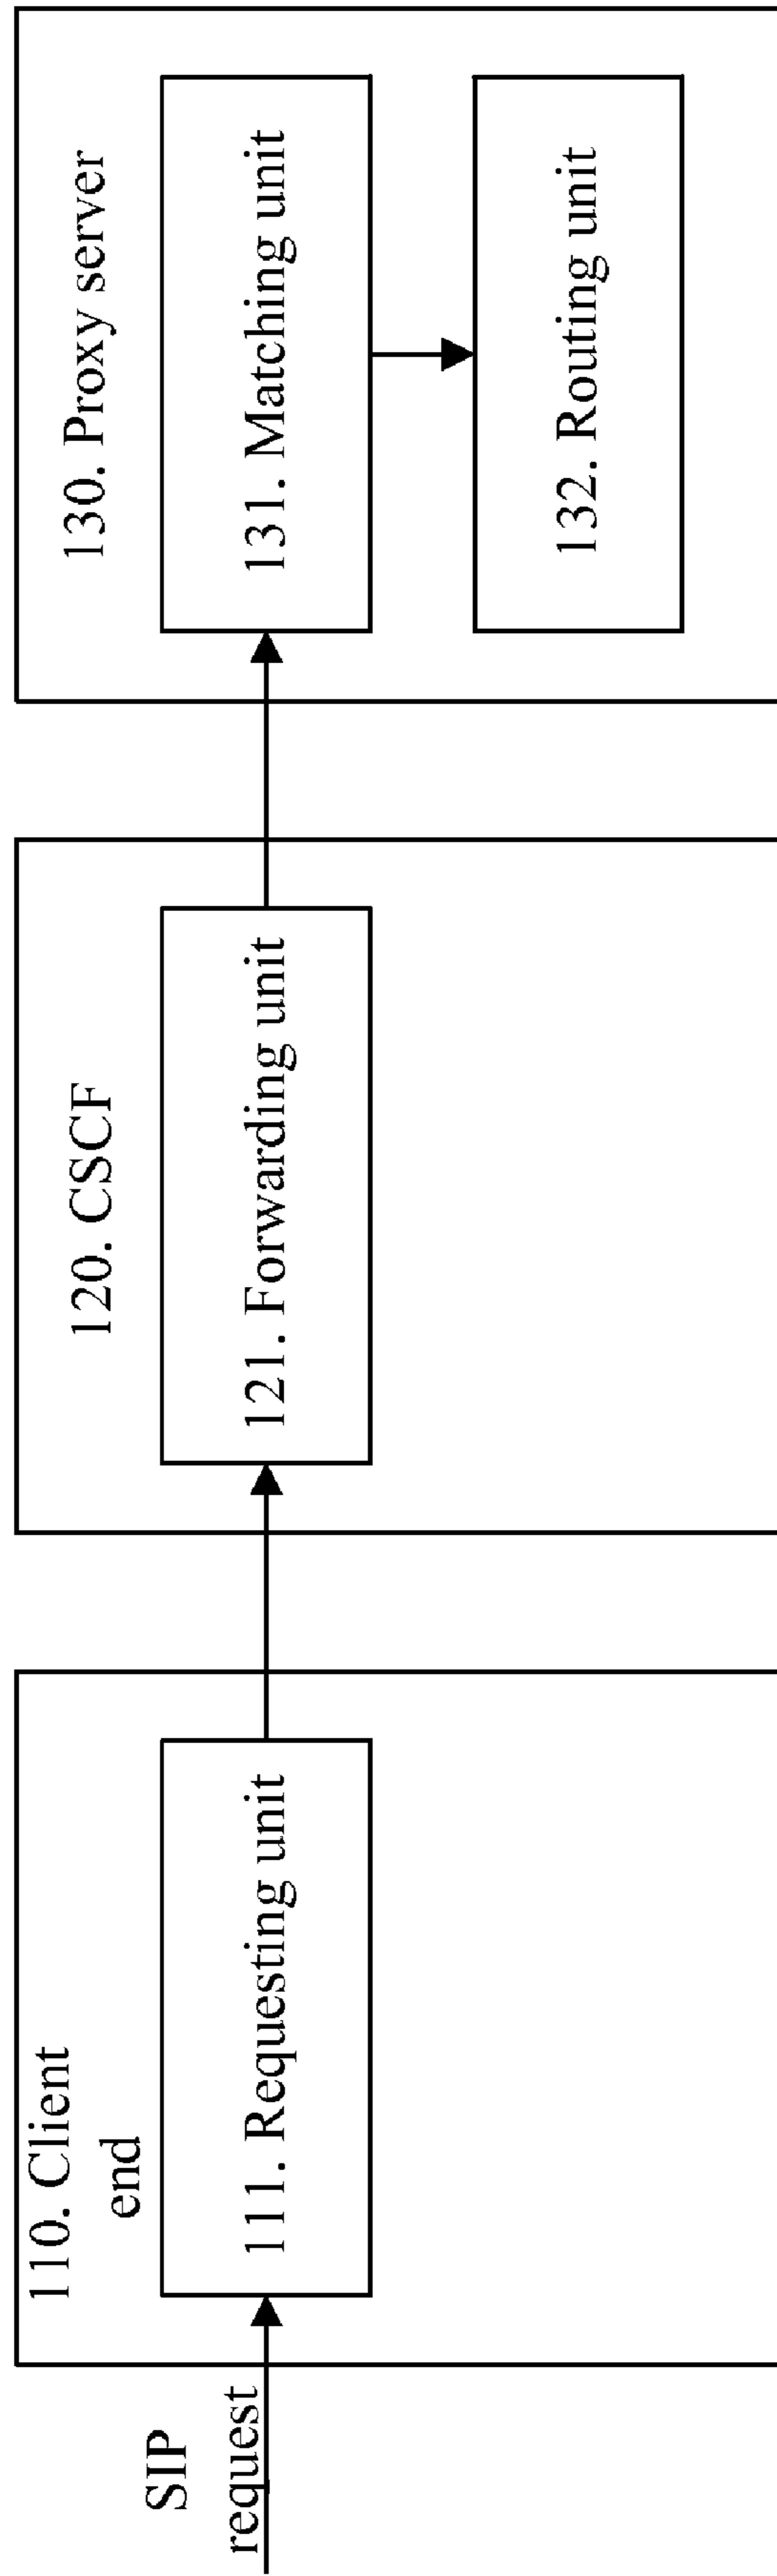 SIP
request
110. Client
end
111. Requesting unit
120. CSCF
121. Forwarding unit
130. Proxy server
131. Matching unit
132. Routing unit